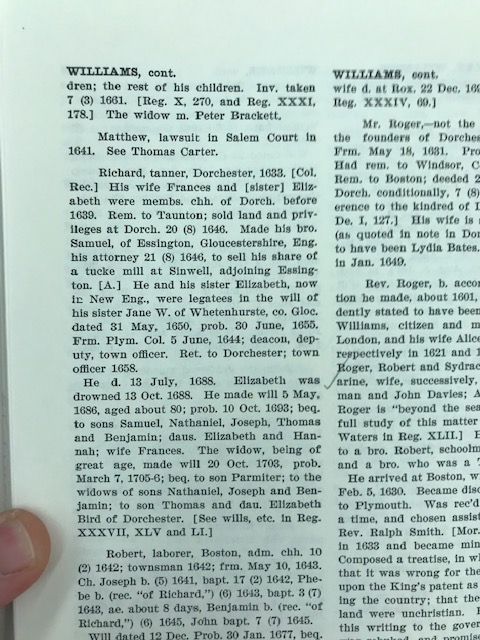 WILLIAMS, cont.
dren; the rest of his children. Inv. taken
7 (3) 1661. [Reg. X, 270, and Reg. XXXI,
178.] The widow m. Peter Brackett.
Matthew, lawsuit in Salem Court in
1641. See Thomas Carter.
Richard, tanner, Dorchester, 1633. [Col.
Rec.] His wife Frances and [sister] Eliz-
abeth were membs. chh. of Dorch. before
1639. Rem. to Taunton; sold land and priv-
ileges at Dorch. 20 (8) 1646. Made his bro.
Samuel, of Essington, Gloucestershire, Eng.
his attorney 21 (8) 1646, to sell his share of
a tucke mill at Sinwell, adjoining Essing-
ton. [A.] He and his sister Elizabeth, now
in New Eng., were legatees in the will of
his sister Jane W. of Whetenhurste, co. Gloc.
dated 31 May, 1650, prob. 30 June, 1655.
Frm. Plym. Col. 5 June, 1644; deacon, dep-
uty, town officer. Ret. to Dorchester; town
officer 1658.
He d. 13 July, 1688. Elizabeth was
drowned 13 Oct. 1688. He made will 5 May,
1686, aged about 80; prob. 10 Oct. 1693; beq.
to sons Samuel, Nathaniel, Joseph, Thomas
and Benjamin; daus. Elizabeth and Han-
nah; wife Frances. The widow, being of
great age, made will 20 Oct. 1703, prob.
March 7, 1705-6; beq. to son Parmiter; to the
widows of sons Nathaniel, Joseph and Ben-
jamin; to son Thomas and dau. Elizabeth
Bird of Dorchester. [See wills, etc. in Reg.
XXXVII, XLV and LI.]
Robert, laborer, Boston, adm. chh. 10
(2) 1642; townsman 1642; frm. May 10, 1643.
Ch. Joseph b. (5) 1641, bapt. 17 (2) 1642, Phe-
be b. (rec. "of Richard,") (6) 1643, bapt. 3 (7)
1643, ae. about 8 days, Benjamin b. (rec. "of
Richard,") (6) 1645, John bapt. 7 (7) 1645.
Will dated 12 Dec. Prob. 30 Jan. 1677, beq.
WILLIAMS, cont.
wife d. at Rox. 22 Dec.
Reg. XXXIV, 69.]
Mr. Roger,—not the
the founders of
Frm. May 18, 1631.
Had rem. to Windsor,
Rem. to Boston; deeded
Dorch. conditionally, 7 (8)
erence to the kindred of
De. I, 127.] His wife is
(as quoted in note in
to have been Lydia Bates.
in Jan. 1649.
Rev. Roger, b.
tion he made, about 1601,
dently stated to have been
Williams, citizen and
London, and his wife
respectively in 1621 and
Roger, Robert and
arine, wife, successively,
man and John Davies;
Roger is "beyond the
full study of this matter
Waters in Reg. XLII.]
to a bro. Robert,
and a bro. who was a
He arrived at Boston,
Feb. 5, 1630. Became
to Plymouth. Was rec'd
a time, and chosen
Rev. Ralph Smith. [Mor.
in 1633 and became
Composed a treatise, in
that it was wrong for the
upon the King's patent as
ing the country; that the
land were unchristian.